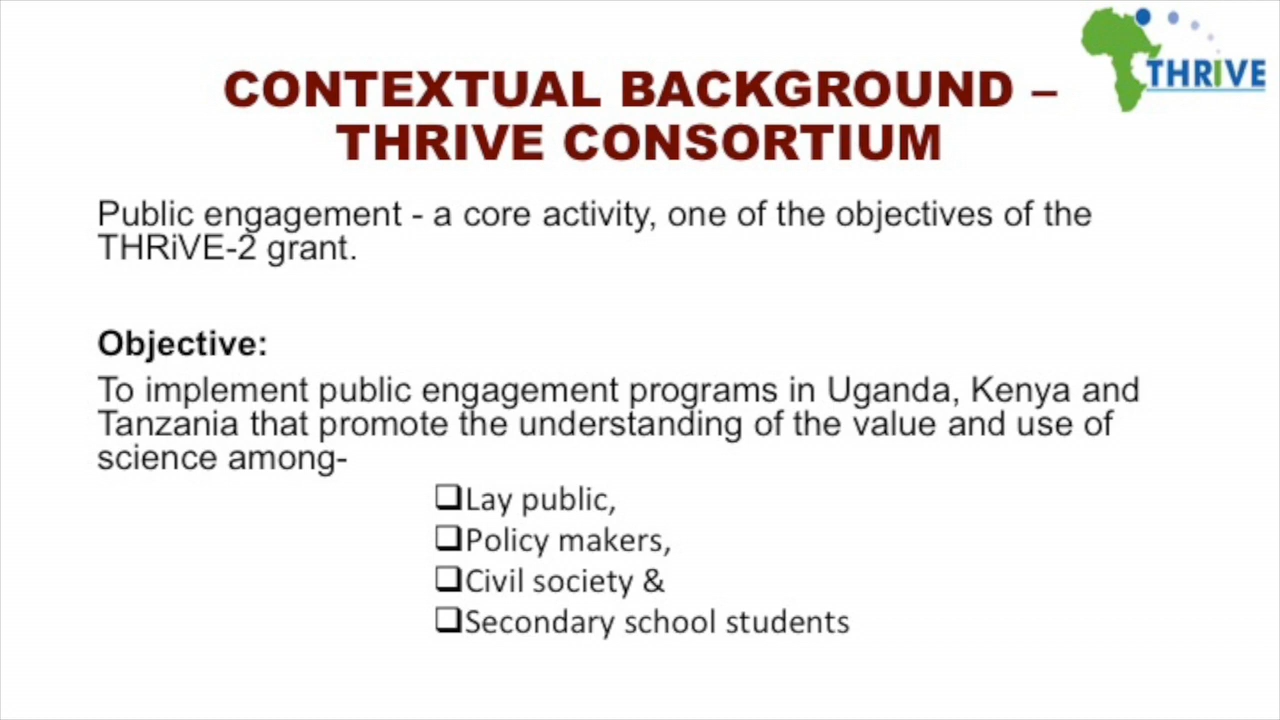 THRiVE
CONTEXTUAL BACKGROUND –
THRIVE CONSORTIUM
Public engagement - a core activity, one of the objectives of the
THRiVE-2 grant.
Objective:
To implement public engagement programs in Uganda, Kenya and
Tanzania that promote the understanding of the value and use of
science among-
❑Lay public,
❑Policy makers,
❑Civil society &
❑Secondary school students